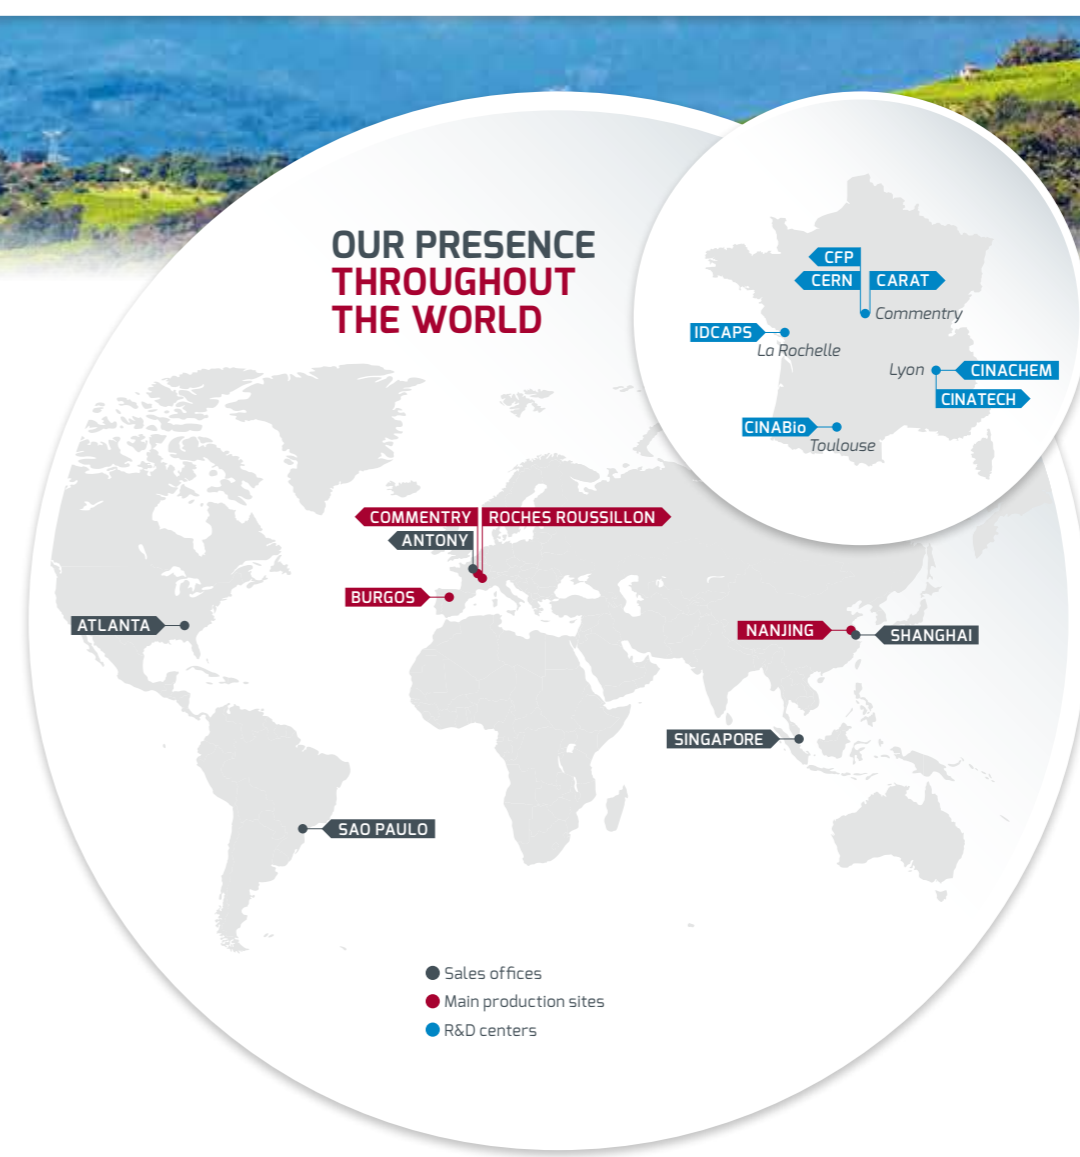 OUR PRESENCE
THROUGHOUT
THE WORLD
CFP
CERN
CARAT
Commentry
IDCAPS
La Rochelle
Lyon
CINACHEM
CINATECH
CINABio
Toulouse
COMMENTRY
ROCHES ROUSSILLON
ANTONY
BURGOS
ATLANTA
NANJING
SHANGHAI
SINGAPORE
SAO PAULO
Sales offices
Main production sites
R&D centers